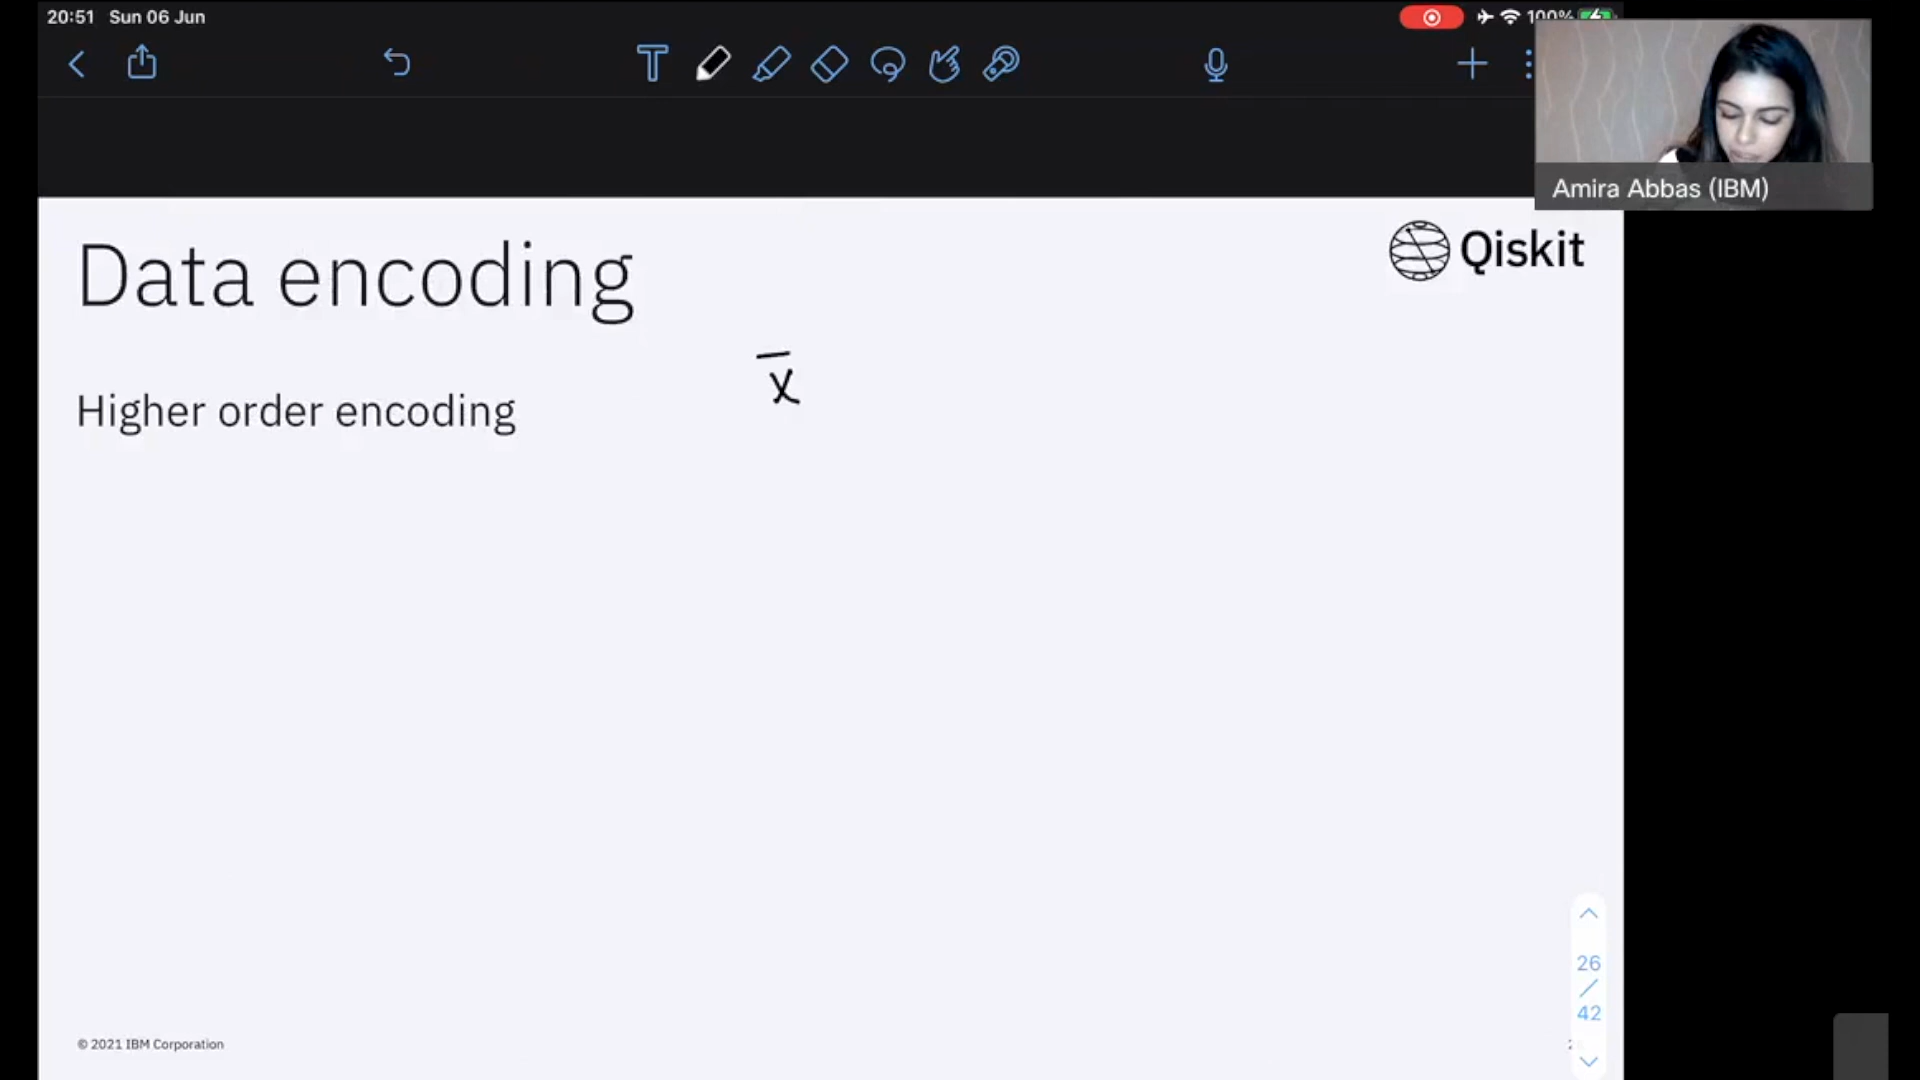 20:51 Sun 06 Jun
100%
T
Amira Abbas (IBM)
Qiskit
Data encoding
x̄
Higher order encoding
26
/
42
© 2021 IBM Corporation